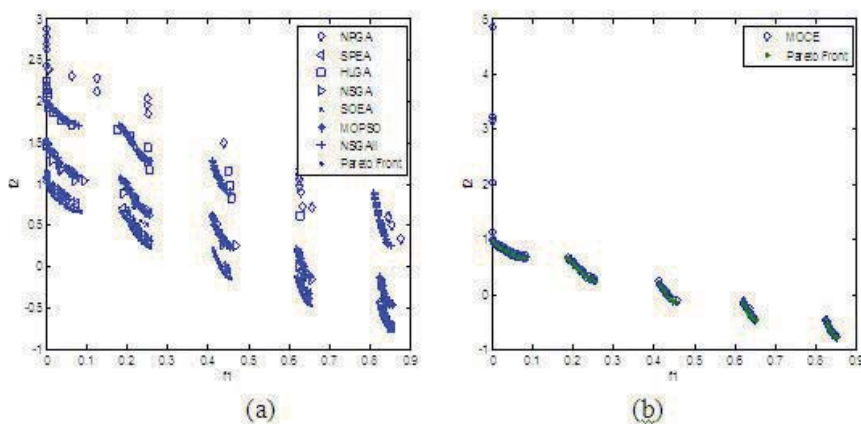 3
2.5
2
1.5
1
0.5
0
-0.5
-1
f2
0 0.1 0.2 0.3 0.4 0.5 0.6 0.7 0.8 0.9
f1
NPGA
SPEA
HLGA
NSGA
SOEA
MOPSO
NSGAII
Pareto Front
(a)
5
4
3
2
1
0
-1
f2
0 0.1 0.2 0.3 0.4 0.5 0.6 0.7 0.8 0.9
f1
MOCE
Pareto Front
(b)